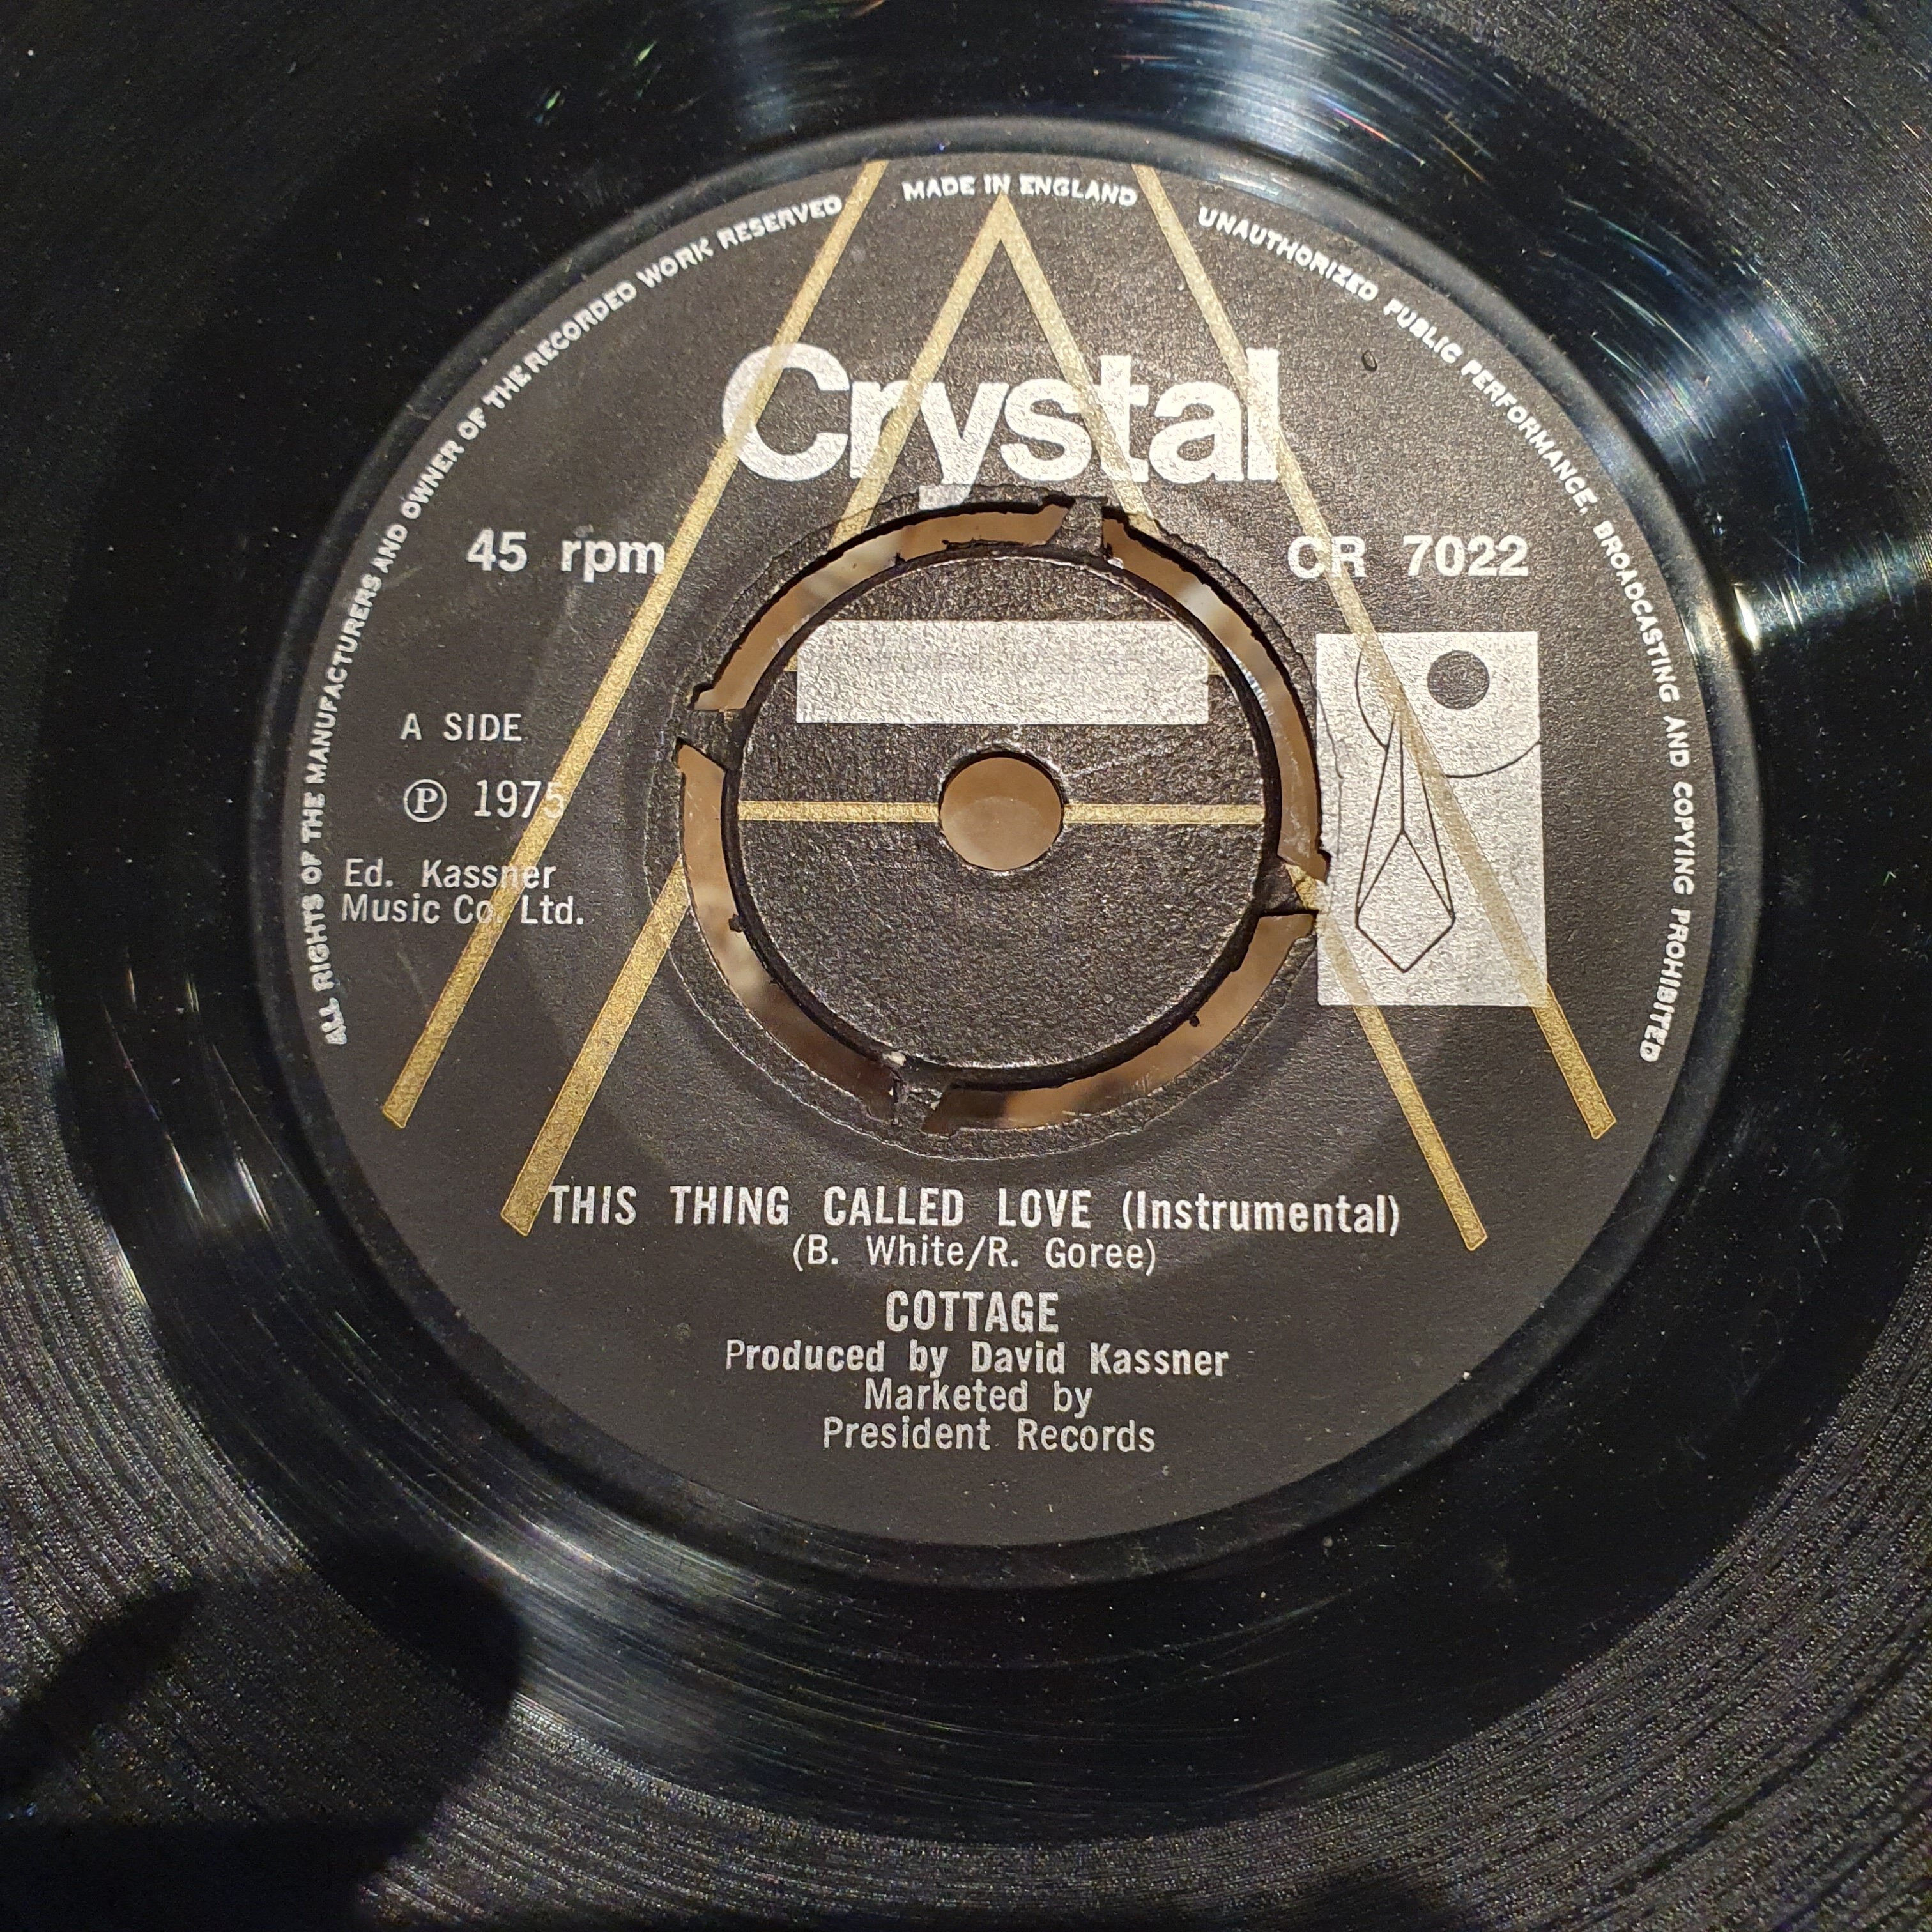 ALL RIGHTS OF THE MANUFACTURERS AND OWNER OF THE RECORDED WORK RESERVED
MADE IN ENGLAND
UNAUTHORIZED PUBLIC PERFORMANCE, BROADCASTING AND COPYING PROHIBITED
Crystal
45 rpm
CR 7022
A SIDE
Ⓟ 1975
Ed. Kassner
Music Co. Ltd.
THIS THING CALLED LOVE (Instrumental)
(B. White/R. Goree)
COTTAGE
Produced by David Kassner
Marketed by
President Records